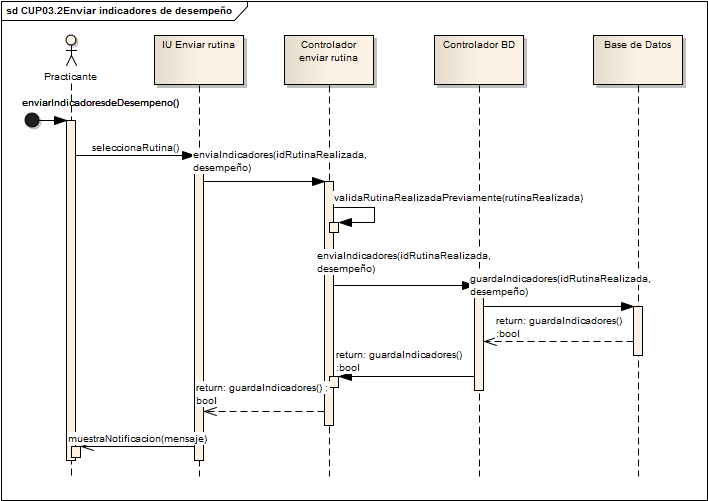 sd CUP03.2Enviar indicadores de desempeño
IU Enviar rutina
Controlador
enviar rutina
Controlador BD
Base de Datos
Practicante
enviarIndicadoresdeDesempeno()
seleccionaRutina()
enviaIndicadores(idRutinaRealizada,
desempeño)
validaRutinaRealizadaPreviamente(rutinaRealizada)
enviaIndicadores(idRutinaRealizada,
desempeño)
guardaIndicadores(idRutinaRealizada,
desempeño)
return: guardaIndicadores()
:bool
return: guardaIndicadores()
:bool
return: guardaIndicadores() :
bool
muestraNotificacion(mensaje)